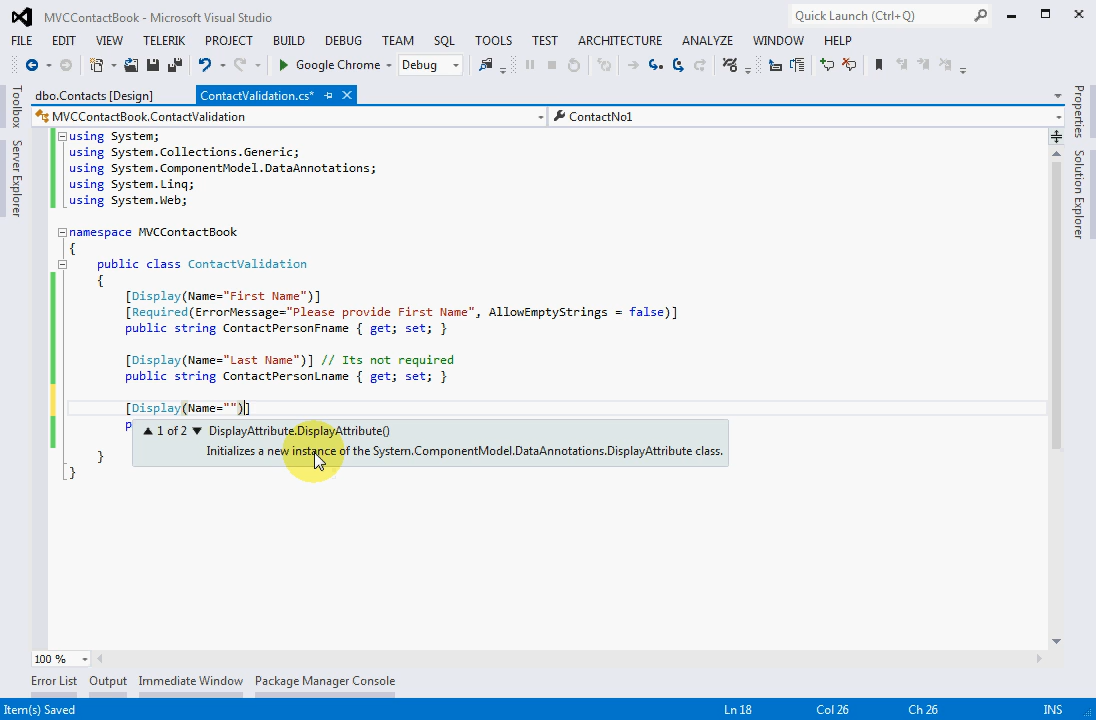 MVCContactBook - Microsoft Visual Studio
Quick Launch (Ctrl+Q)
FILE EDIT VIEW TELERIK PROJECT BUILD DEBUG TEAM SQL TOOLS TEST ARCHITECTURE ANALYZE WINDOW HELP
Google Chrome Debug
dbo.Contacts [Design] ContactValidation.cs*
MVCContactBook.ContactValidation ContactNo1
Toolbox
Server Explorer
Properties
Solution Explorer
using System;
using System.Collections.Generic;
using System.ComponentModel.DataAnnotations;
using System.Linq;
using System.Web;
namespace MVCContactBook
{
public class ContactValidation
{
[Display(Name="First Name")]
[Required(ErrorMessage="Please provide First Name", AllowEmptyStrings = false)]
public string ContactPersonFname { get; set; }
[Display(Name="Last Name")] // Its not required
public string ContactPersonLname { get; set; }
[Display(Name="")]
p
1 of 2 DisplayAttribute.DisplayAttribute()
Initializes a new instance of the System.ComponentModel.DataAnnotations.DisplayAttribute class.
}
}
100 %
Error List Output Immediate Window Package Manager Console
Item(s) Saved Ln 18 Col 26 Ch 26 INS